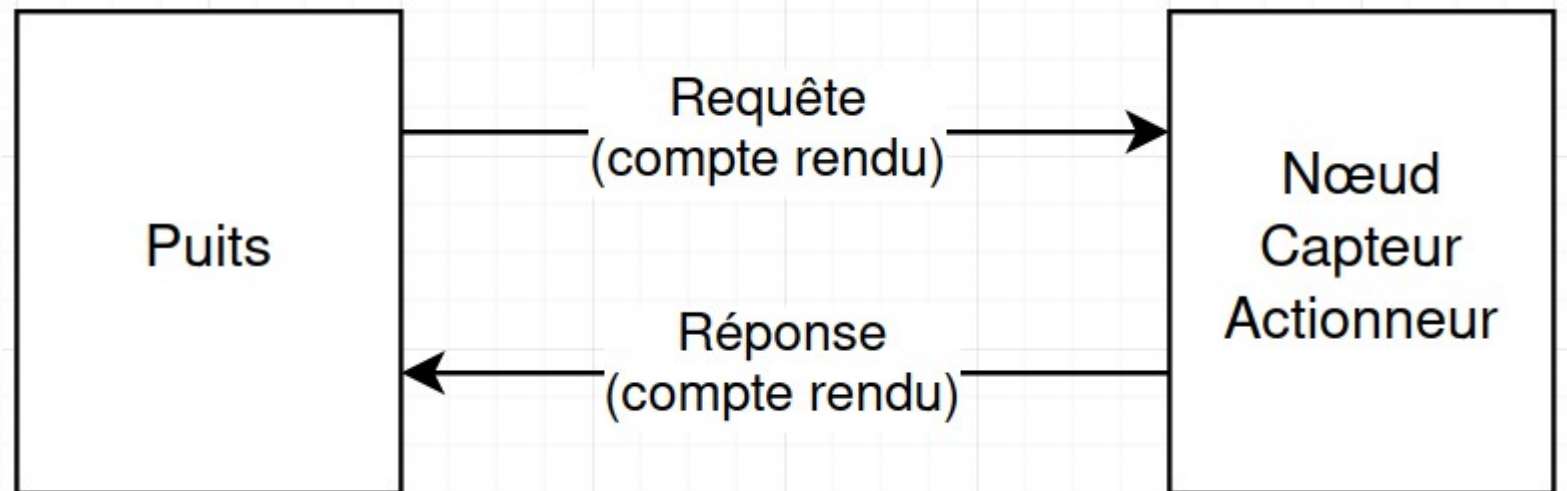 Puits
Requête
(compte rendu)
Réponse
(compte rendu)
Nœud
Capteur
Actionneur